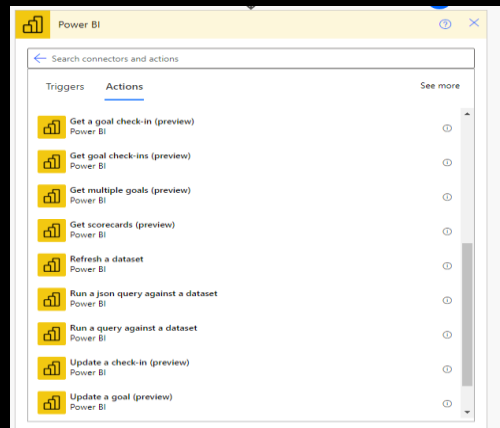 Power BI
Search connectors and actions
Triggers Actions See more
Get a goal check-in (preview)
Power BI
Get goal check-ins (preview)
Power BI
Get multiple goals (preview)
Power BI
Get scorecards (preview)
Power BI
Refresh a dataset
Power BI
Run a json query against a dataset
Power BI
Run a query against a dataset
Power BI
Update a check-in (preview)
Power BI
Update a goal (preview)
Power BI